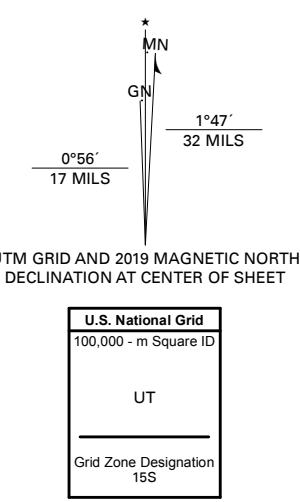 ★
MN
GN
1°47´
32 MILS
0°56´
17 MILS
UTM GRID AND 2019 MAGNETIC NORTH
DECLINATION AT CENTER OF SHEET
U.S. National Grid
100,000 - m Square ID
UT
Grid Zone Designation
15S